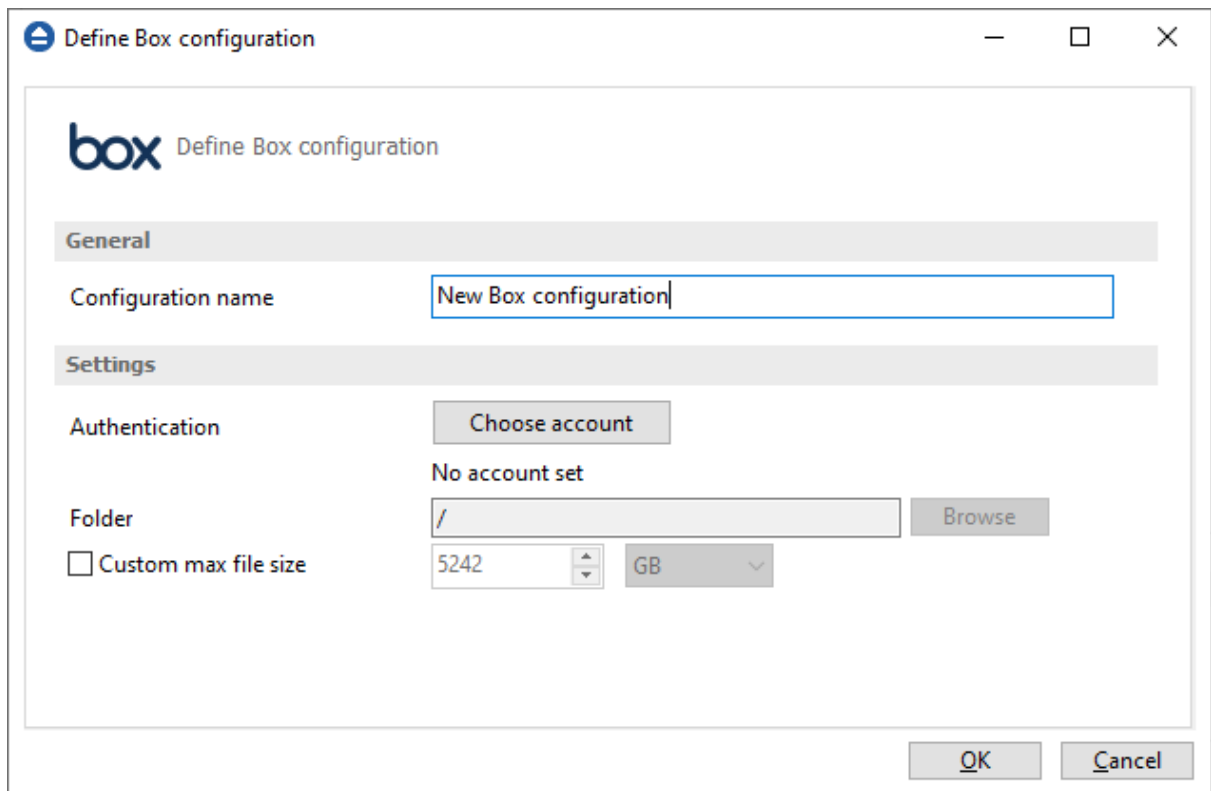 Define Box configuration
box Define Box configuration
General
Configuration name New Box configuration
Settings
Authentication Choose account
No account set
Folder / Browse
Custom max file size 5242 GB
OK Cancel